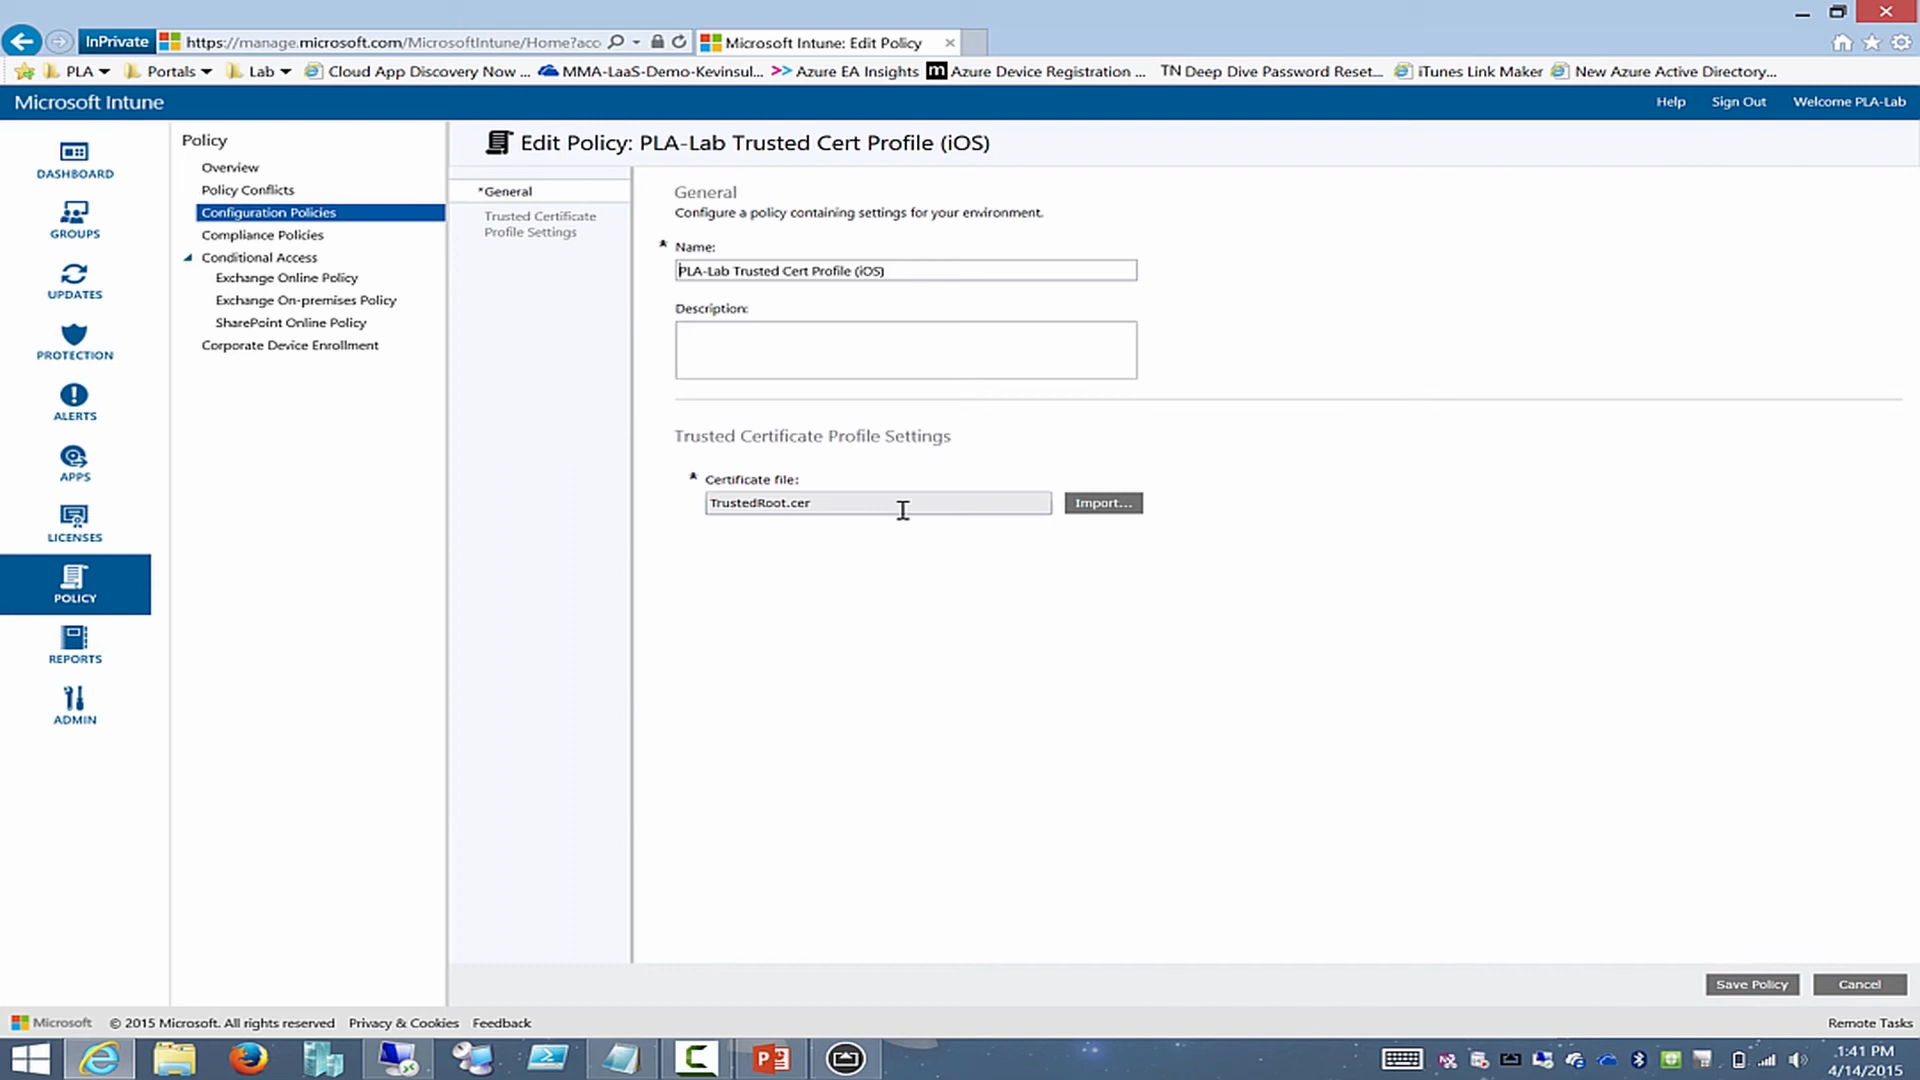 InPrivate
https://manage.microsoft.com/MicrosoftIntune/Home?acc
Microsoft Intune: Edit Policy
PLA
Portals
Lab
Cloud App Discovery Now ...
MMA-LaaS-Demo-Kevinsul...
Azure EA Insights
m
Azure Device Registration ...
TN
Deep Dive Password Reset...
iTunes Link Maker
New Azure Active Directory...
Microsoft Intune
Help
Sign Out
Welcome PLA-Lab
DASHBOARD
GROUPS
UPDATES
PROTECTION
ALERTS
APPS
LICENSES
POLICY
REPORTS
ADMIN
Policy
Overview
Policy Conflicts
Configuration Policies
Compliance Policies
Conditional Access
Exchange Online Policy
Exchange On-premises Policy
SharePoint Online Policy
Corporate Device Enrollment
Edit Policy: PLA-Lab Trusted Cert Profile (iOS)
*General
Trusted Certificate
Profile Settings
General
Configure a policy containing settings for your environment.
* Name:
PLA-Lab Trusted Cert Profile (iOS)
Description:
Trusted Certificate Profile Settings
* Certificate file:
TrustedRoot.cer
Import...
Save Policy
Cancel
Microsoft
© 2015 Microsoft. All rights reserved
Privacy & Cookies
Feedback
Remote Tasks
1:41 PM
4/14/2015